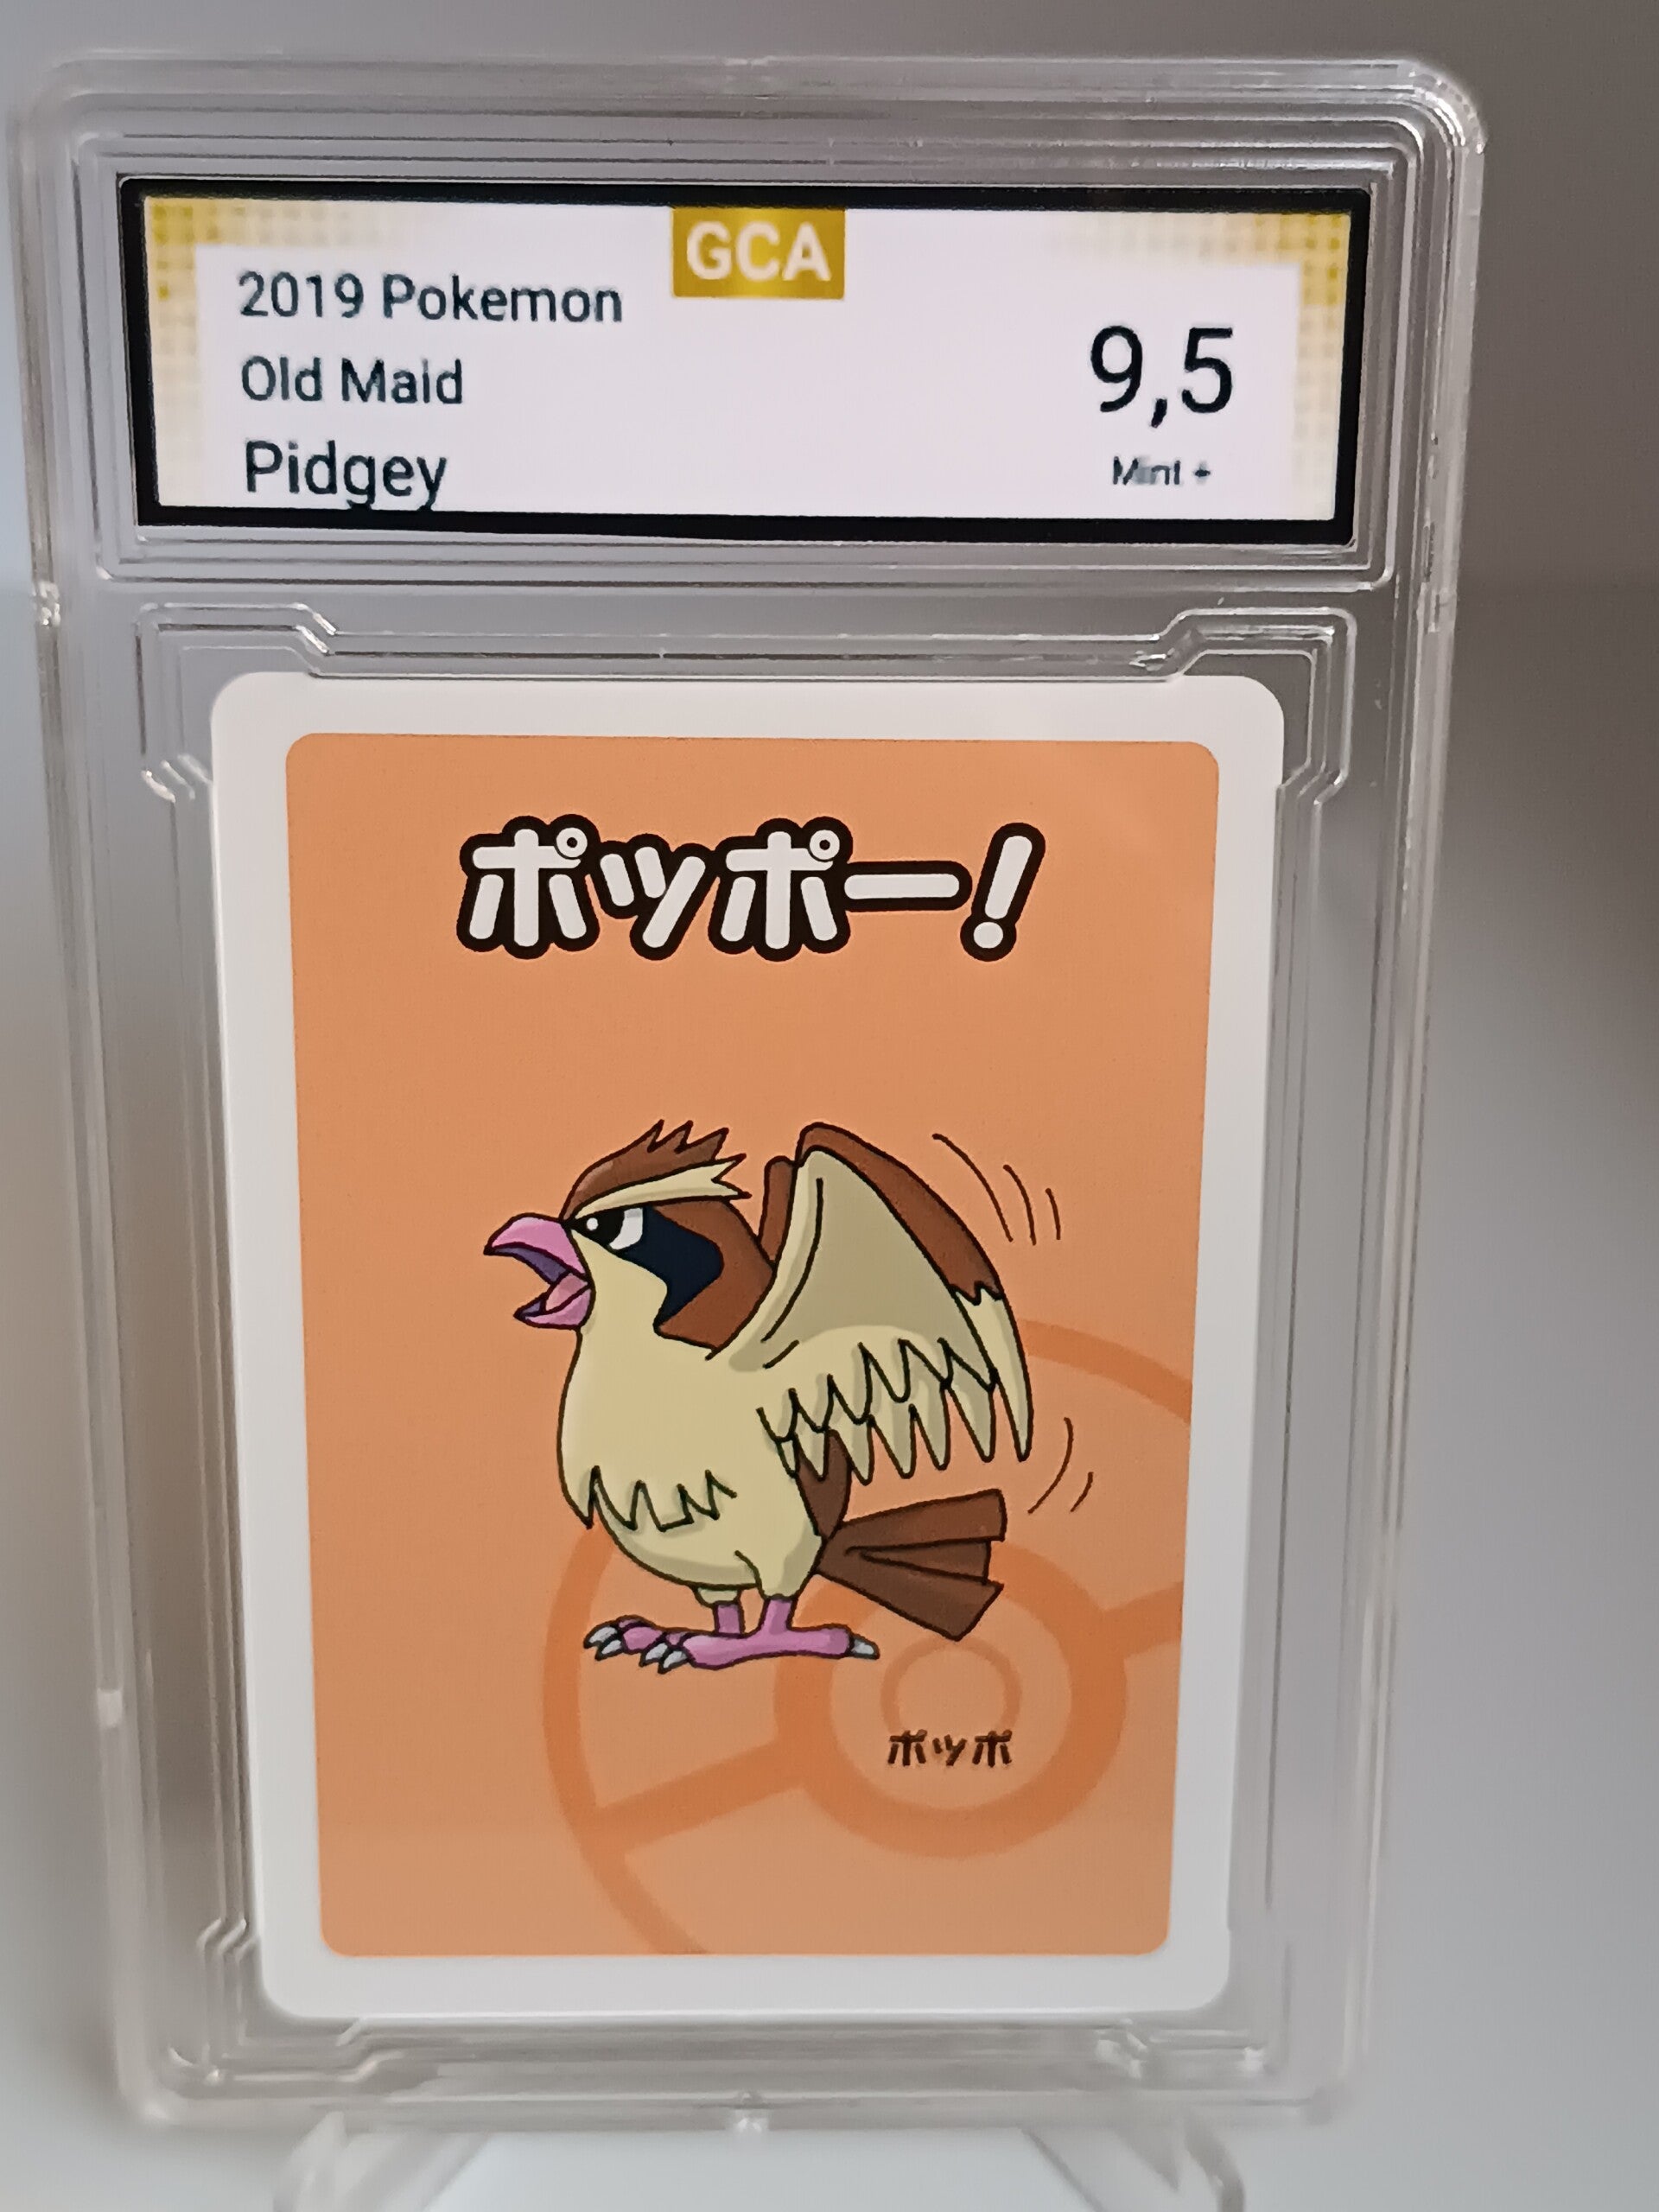 GCA
2019 Pokemon
Old Maid
Pidgey
9,5
Mint +
ポッポー!
ポッポ